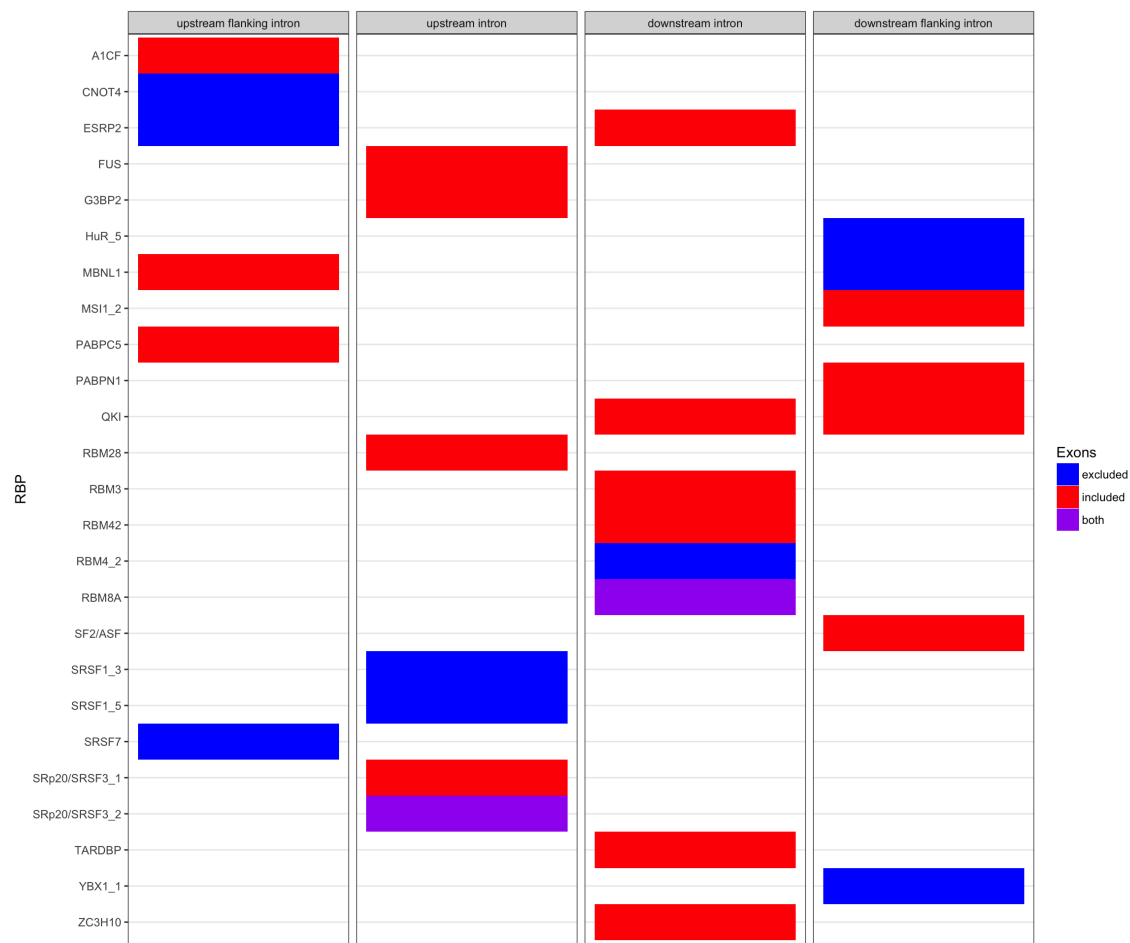 upstream flanking intron
upstream intron
downstream intron
downstream flanking intron
A1CF
CNOT4
ESRP2
FUS
G3BP2
HuR_5
MBNL1
MSI1_2
PABPC5
PABPN1
QKI
RBM28
RBM3
RBM42
RBM4_2
RBM8A
SF2/ASF
SRSF1_3
SRSF1_5
SRSF7
SRp20/SRSF3_1
SRp20/SRSF3_2
TARDBP
YBX1_1
ZC3H10
RBP
Exons
excluded
included
both